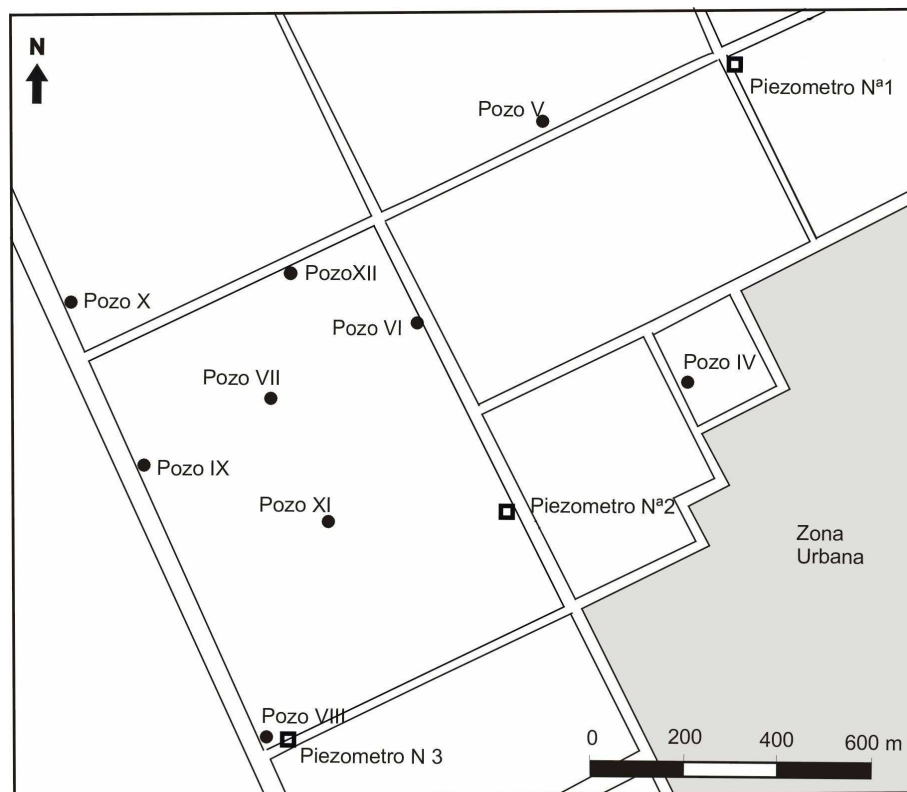 N
Piezometro Nª1
Pozo V
PozoXII
Pozo X
Pozo VI
Pozo IV
Pozo VII
Pozo IX
Pozo XI
Piezometro Nª2
Zona
Urbana
Pozo VIII
Piezometro N 3
0 200 400 600 m